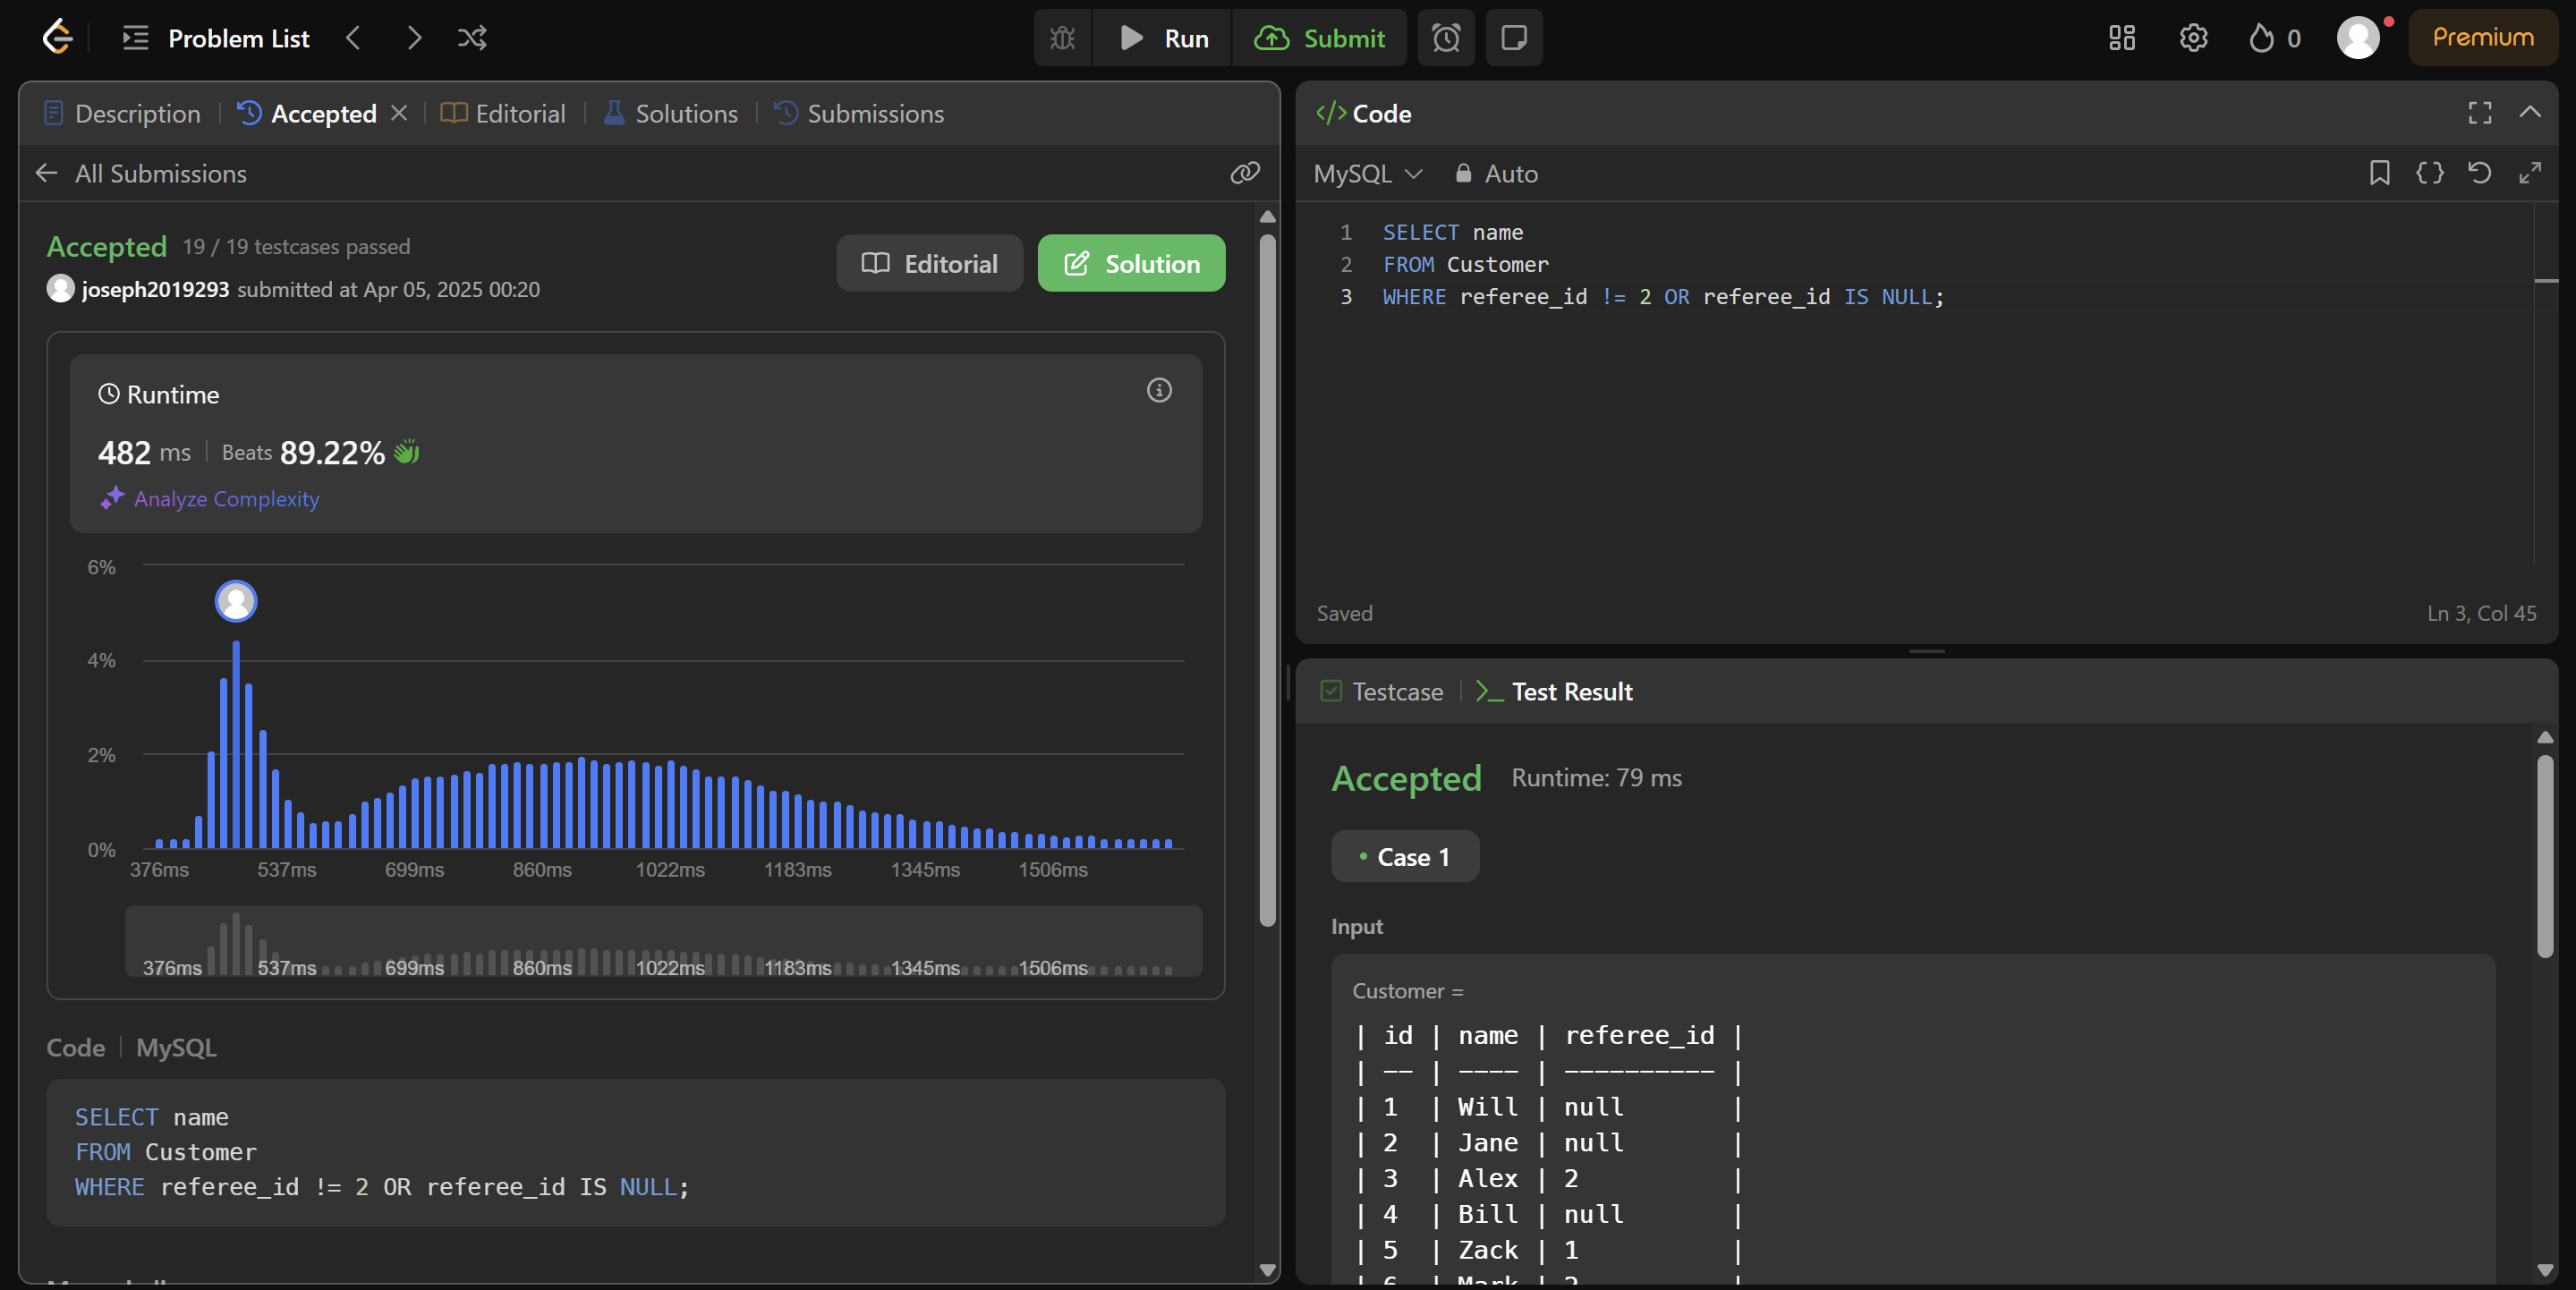 Problem List
Run
Submit
0
Premium
Description
Accepted
Editorial
Solutions
Submissions
All Submissions
Accepted 19 / 19 testcases passed
joseph2019293 submitted at Apr 05, 2025 00:20
Editorial
Solution
Runtime
482 ms Beats 89.22%
Analyze Complexity
6%
4%
2%
0%
376ms 537ms 699ms 860ms 1022ms 1183ms 1345ms 1506ms
376ms 537ms 699ms 860ms 1022ms 1183ms 1345ms 1506ms
Code | MySQL
SELECT name
FROM Customer
WHERE referee_id != 2 OR referee_id IS NULL;
</> Code
MySQL Auto
1 SELECT name
2 FROM Customer
3 WHERE referee_id != 2 OR referee_id IS NULL;
Saved
Ln 3, Col 45
Testcase
Test Result
Accepted Runtime: 79 ms
Case 1
Input
Customer =
| id | name | referee_id |
| -- | ---- | ---------- |
| 1 | Will | null |
| 2 | Jane | null |
| 3 | Alex | 2 |
| 4 | Bill | null |
| 5 | Zack | 1 |
| 6 | Mark | 2 |